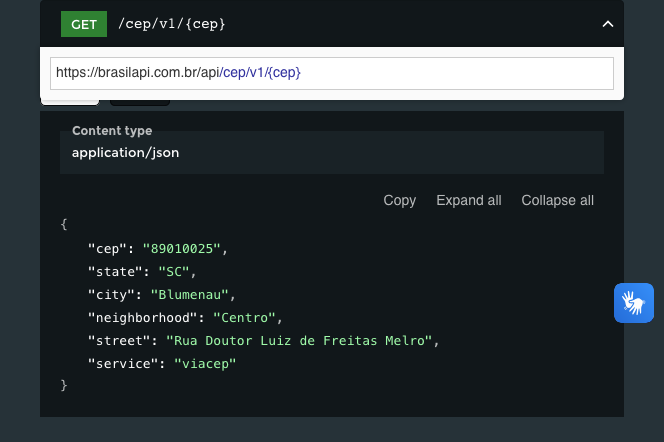 GET /cep/v1/{cep}
https://brasilapi.com.br/api/cep/v1/{cep}
Content type
application/json
Copy Expand all Collapse all
{
"cep": "89010025",
"state": "SC",
"city": "Blumenau",
"neighborhood": "Centro",
"street": "Rua Doutor Luiz de Freitas Melro",
"service": "viacep"
}